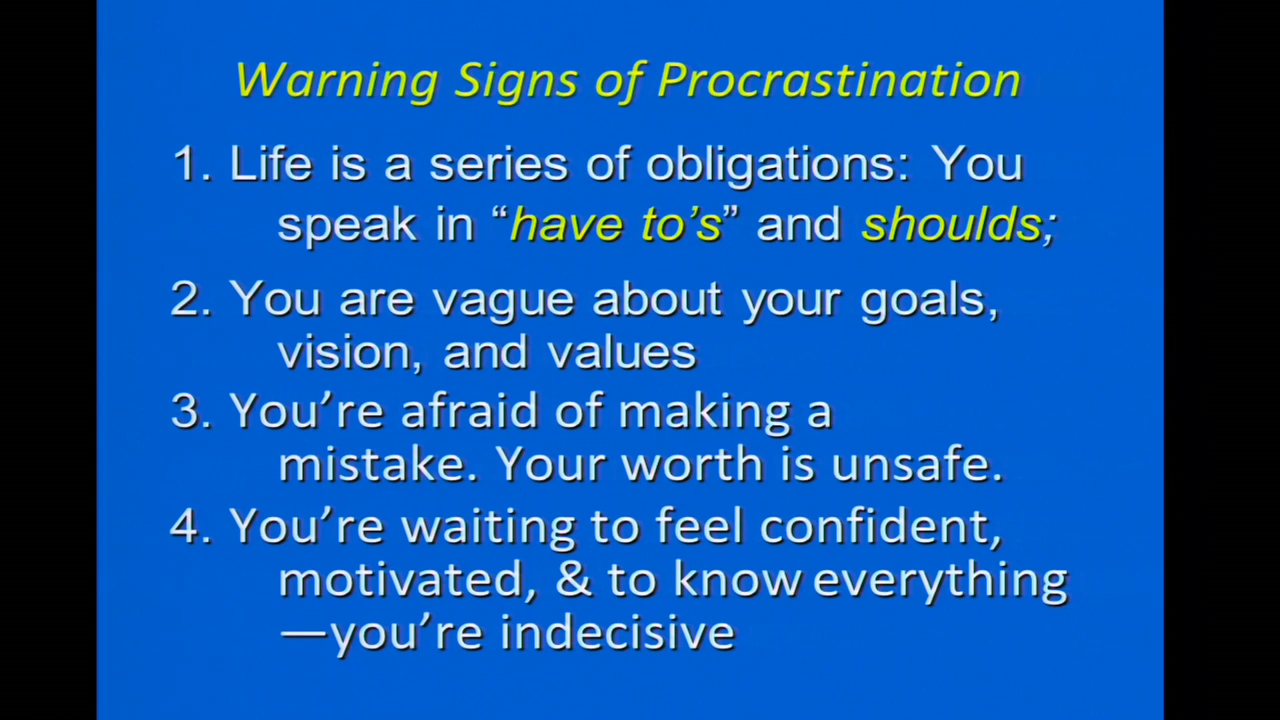 Warning Signs of Procrastination
1. Life is a series of obligations: You
speak in “have to’s” and shoulds;
2. You are vague about your goals,
vision, and values
3. You’re afraid of making a
mistake. Your worth is unsafe.
4. You’re waiting to feel confident,
motivated, & to know everything
—you’re indecisive